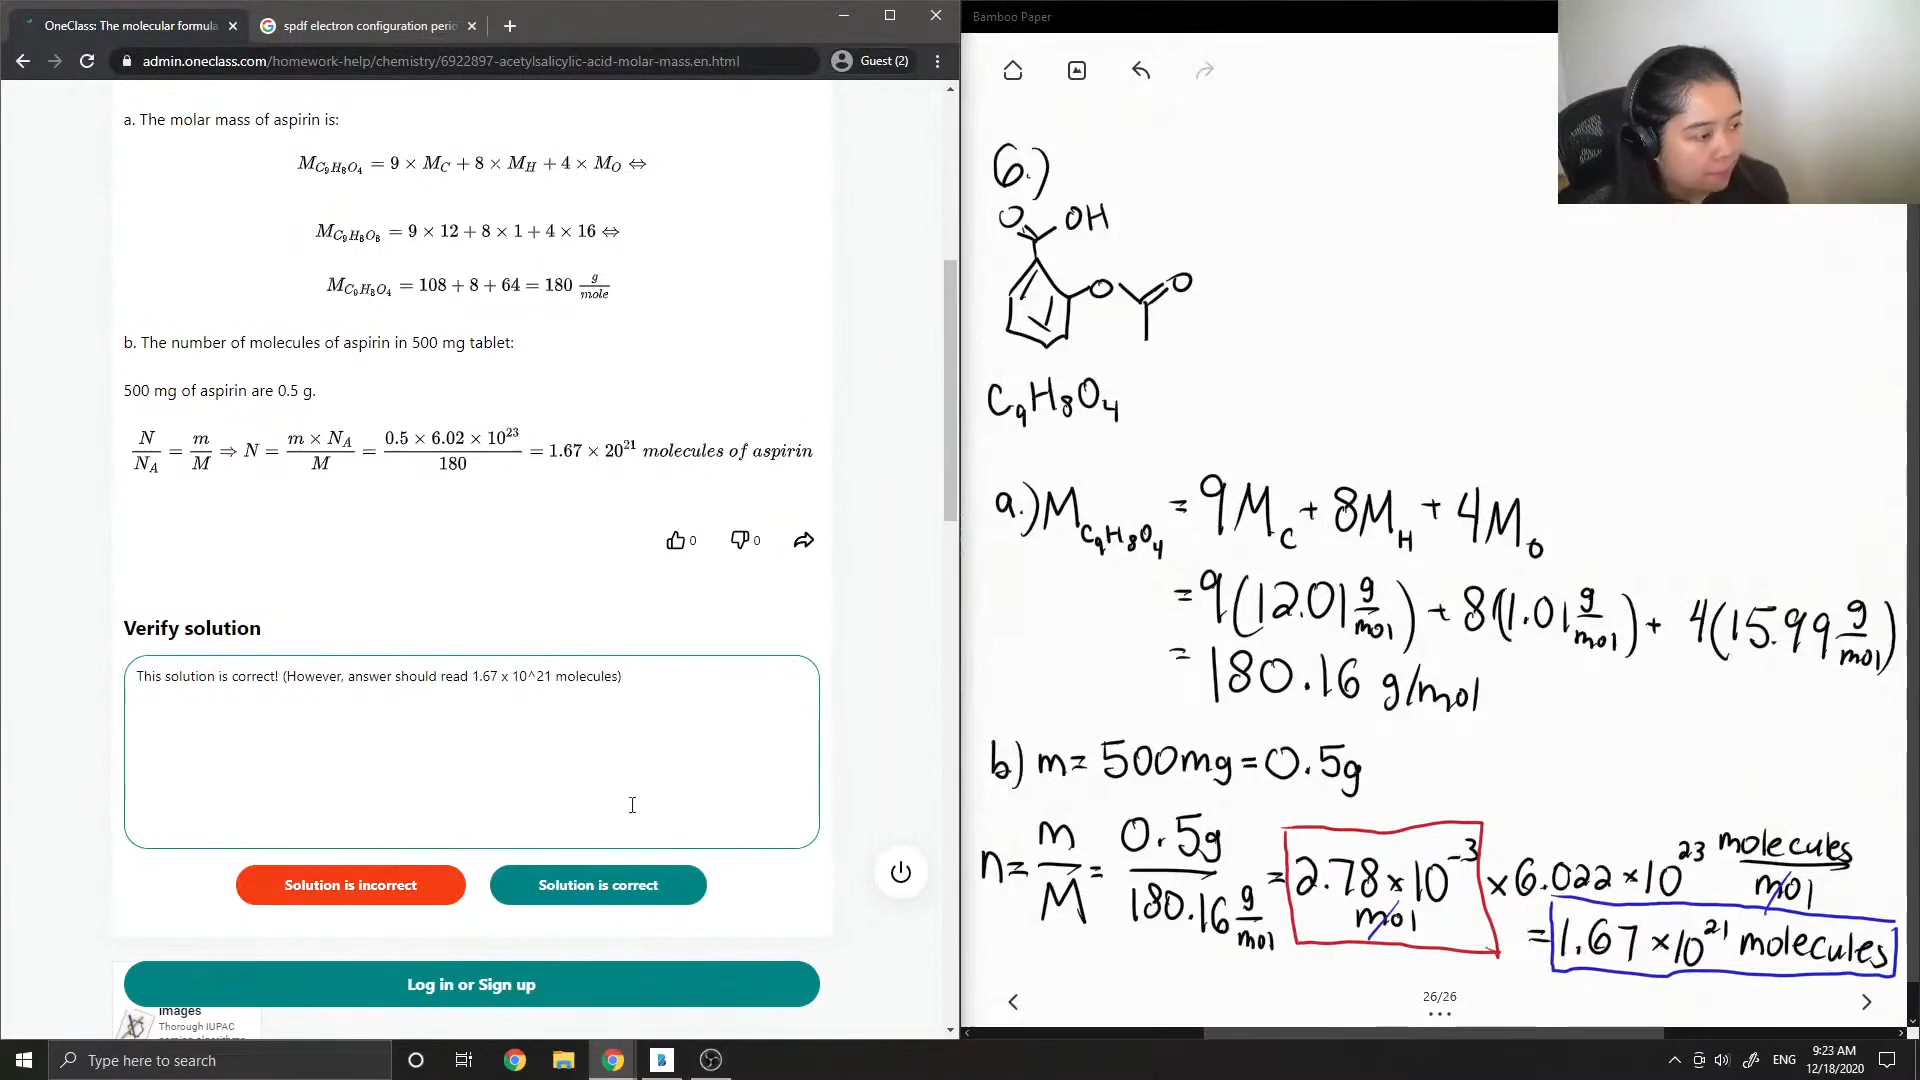 OneClass: The molecular formula
spdf electron configuration peri
admin.oneclass.com/homework-help/chemistry/6922897-acetylsalicylic-acid-molar-mass.en.html
Guest (2)
a. The molar mass of aspirin is:
M_{C_9H_8O_4} = 9 × M_C + 8 × M_H + 4 × M_O ⇔
M_{C_9H_8O_8} = 9 × 12 + 8 × 1 + 4 × 16 ⇔
M_{C_9H_8O_4} = 108 + 8 + 64 = 180 g/mole
b. The number of molecules of aspirin in 500 mg tablet:
500 mg of aspirin are 0.5 g.
N/N_A = m/M ⇒ N = m × N_A/M = 0.5 × 6.02 × 10^23/180 = 1.67 × 20^21 molecules of aspirin
0
0
Verify solution
This solution is correct! (However, answer should read 1.67 x 10^21 molecules)
Solution is incorrect
Solution is correct
Log in or Sign up
images
Thorough IUPAC
Type here to search
Bamboo Paper
6.)
O OH
O O
C_9H_8O_4
a.) M_{C_9H_8O_4} = 9M_C + 8M_H + 4M_O
= 9(12.01 g/mol) + 8(1.01 g/mol) + 4(15.99 g/mol)
= 180.16 g/mol
b) m = 500mg = 0.5g
n = m/M = 0.5g/180.16 g/mol = 2.78 × 10^-3 mol × 6.022 × 10^23 molecules/mol
= 1.67 × 10^21 molecules
26/26
ENG
9:23 AM
12/18/2020